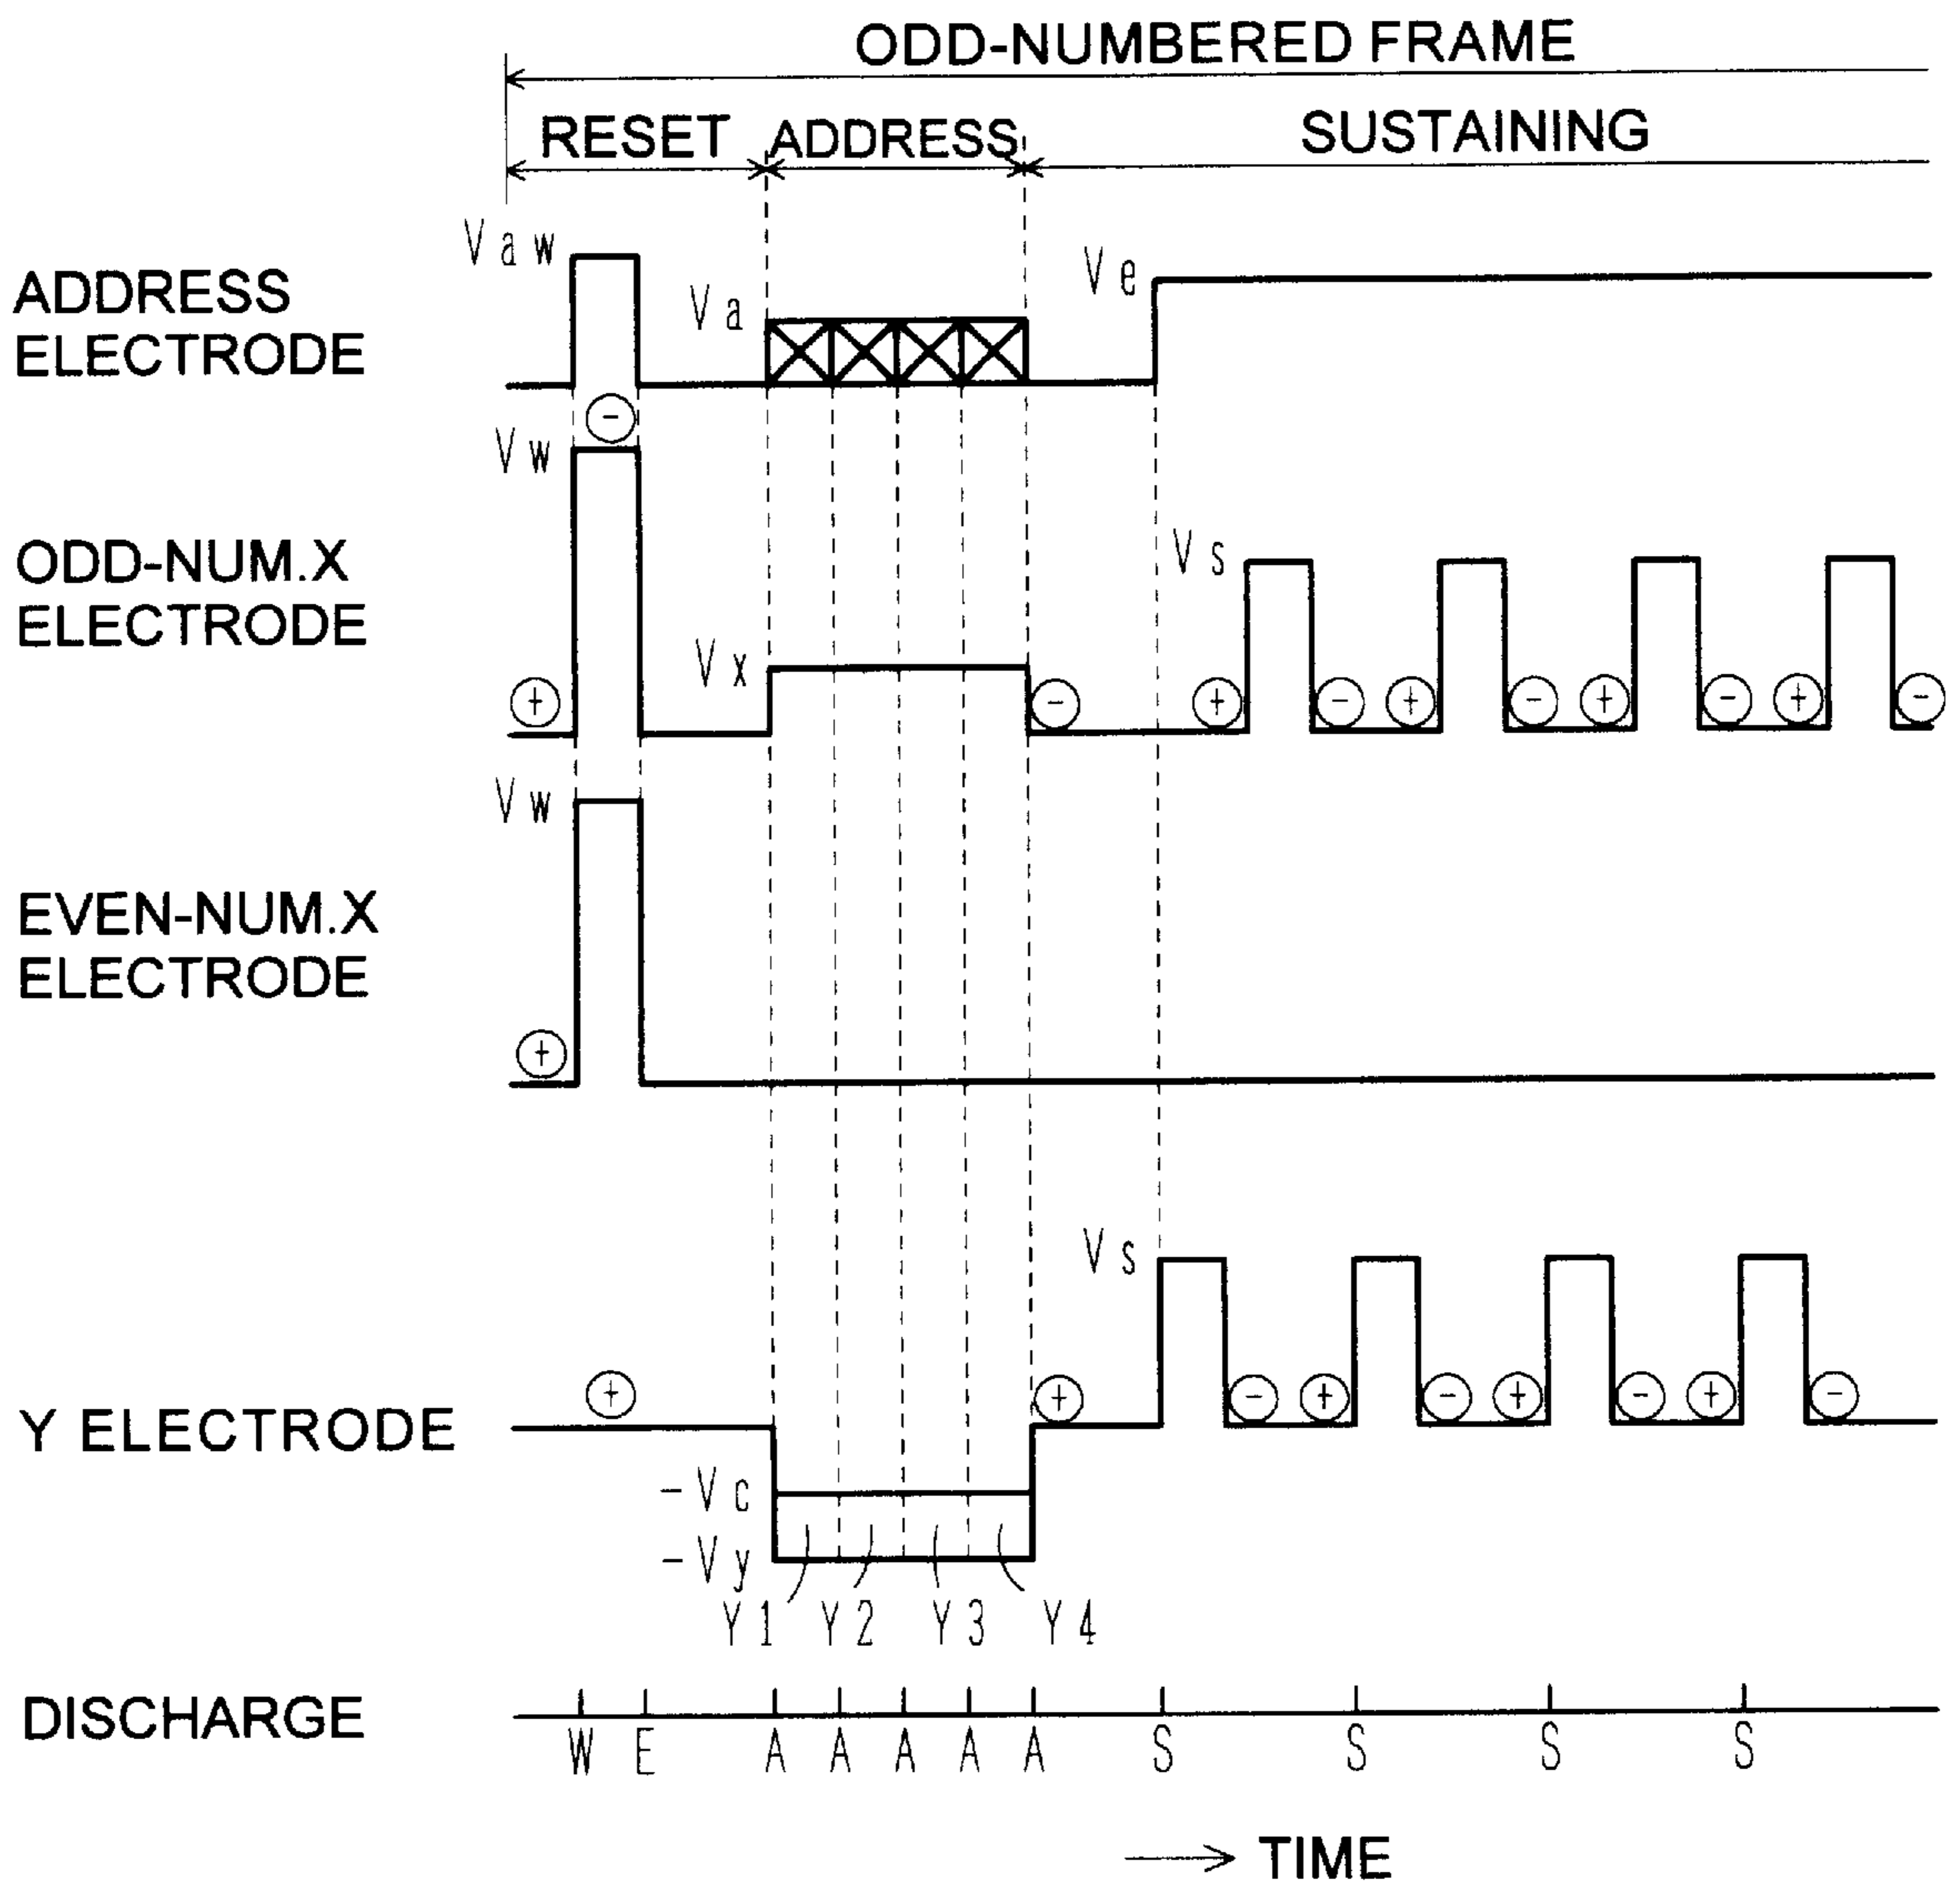 ODD-NUMBERED FRAME
RESET ADDRESS SUSTAINING
Vaw
Va
Ve
ADDRESS
ELECTRODE
−
Vw
Vs
ODD-NUM.X
ELECTRODE
Vx
+ − + − + − + − + −
Vw
EVEN-NUM.X
ELECTRODE
+
Vs
+ + − + − + − + −
Y ELECTRODE
-Vc
-Vy
Y1 Y2 Y3 Y4
DISCHARGE
W E A A A A A S S S S
TIME